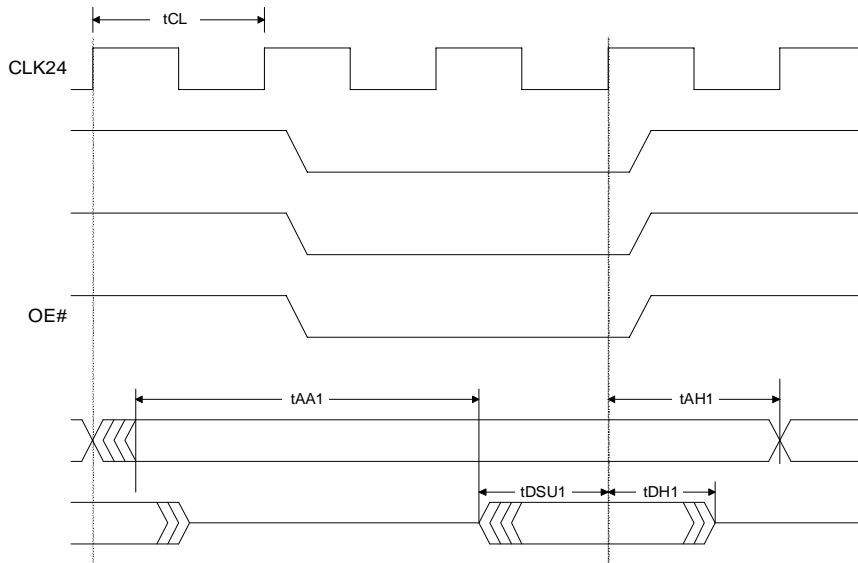 tCL
CLK24
OE#
tAA1
tAH1
tDSU1
tDH1